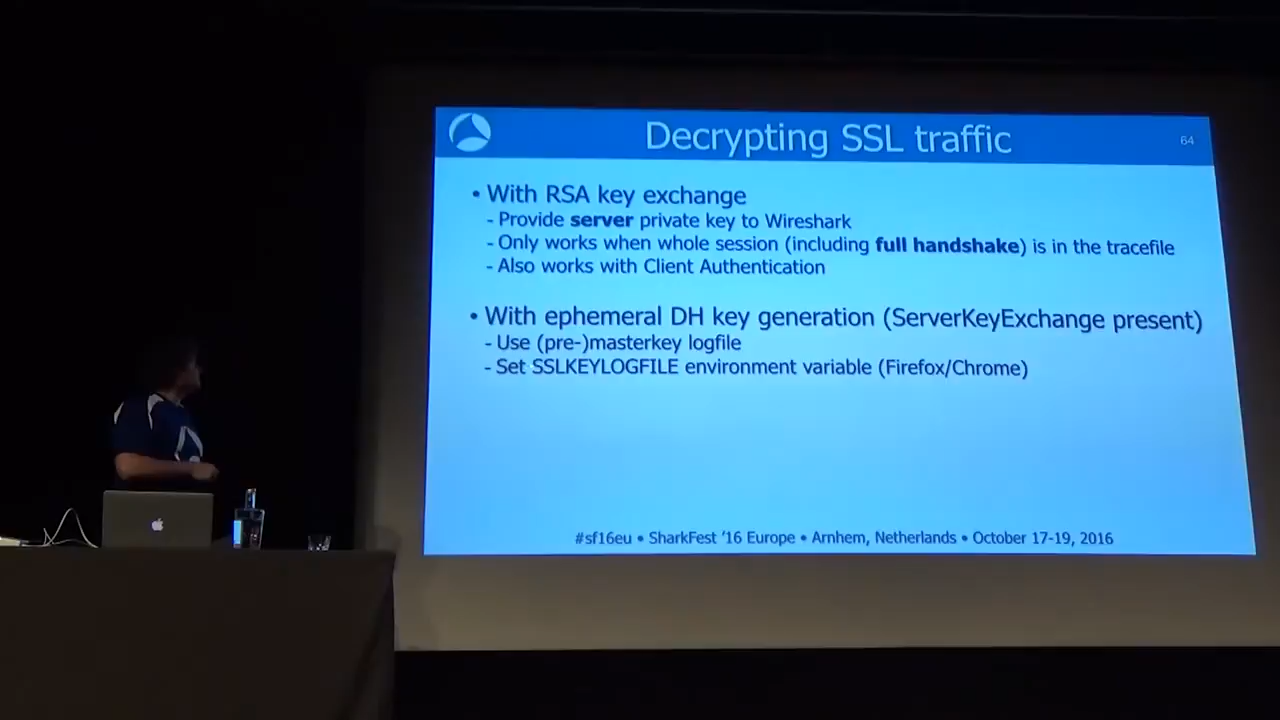 Decrypting SSL traffic
64
• With RSA key exchange
- Provide server private key to Wireshark
- Only works when whole session (including full handshake) is in the tracefile
- Also works with Client Authentication
• With ephemeral DH key generation (ServerKeyExchange present)
- Use (pre-)masterkey logfile
- Set SSLKEYLOGFILE environment variable (Firefox/Chrome)
#sf16eu • SharkFest '16 Europe • Arnhem, Netherlands • October 17-19, 2016